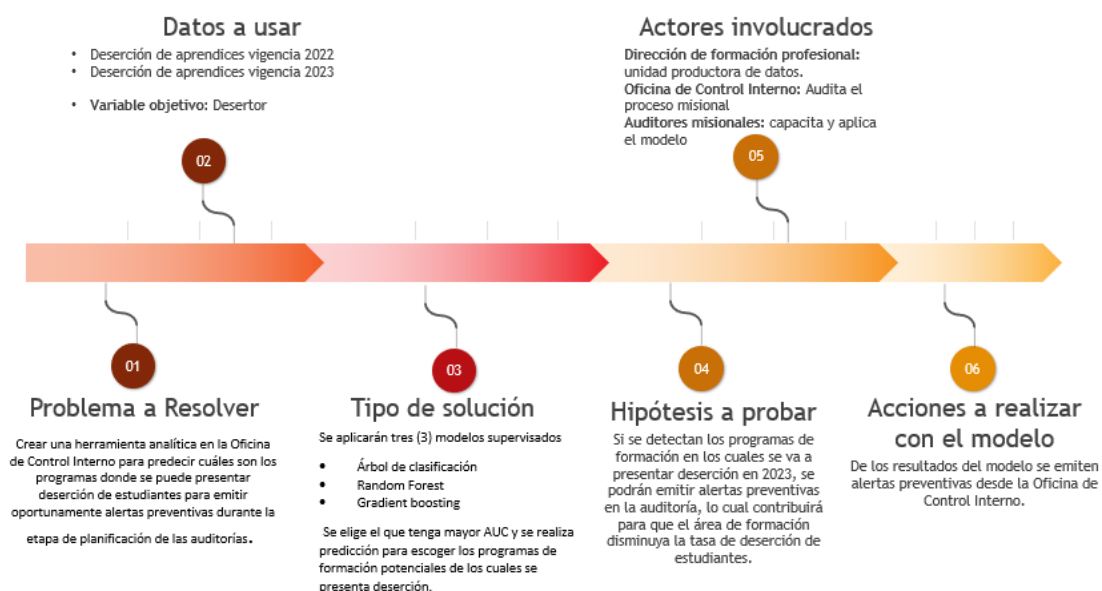 Datos a usar
• Deserción de aprendices vigencia 2022
• Deserción de aprendices vigencia 2023
• Variable objetivo: Desertor
02
Actores involucrados
Dirección de formación profesional:
unidad productora de datos.
Oficina de Control Interno: Audita el
proceso misional
Auditores misionales: capacita y aplica
el modelo
05
01
Problema a Resolver
Crear una herramienta analítica en la Oficina
de Control Interno para predecir cuáles son los
programas donde se puede presentar
deserción de estudiantes para emitir
oportunamente alertas preventivas durante la
etapa de planificación de las auditorías.
03
Tipo de solución
Se aplicarán tres (3) modelos supervisados
• Árbol de clasificación
• Random Forest
• Gradient boosting
Se elige el que tenga mayor AUC y se realiza
predicción para escoger los programas de
formación potenciales de los cuales se
presenta deserción.
04
Hipótesis a probar
Si se detectan los programas de
formación en los cuales se va a
presentar deserción en 2023, se
podrán emitir alertas preventivas
en la auditoría, lo cual contribuirá
para que el área de formación
disminuya la tasa de deserción de
estudiantes.
06
Acciones a realizar
con el modelo
De los resultados del modelo se emiten
alertas preventivas desde la Oficina de
Control Interno.